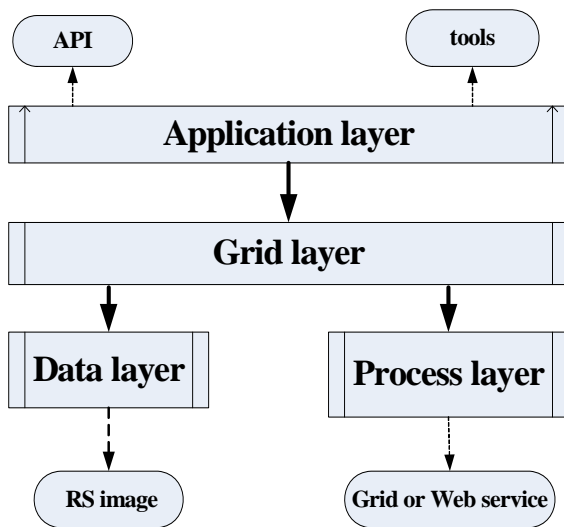 API
tools
Application layer
Grid layer
Data layer
Process layer
RS image
Grid or Web service